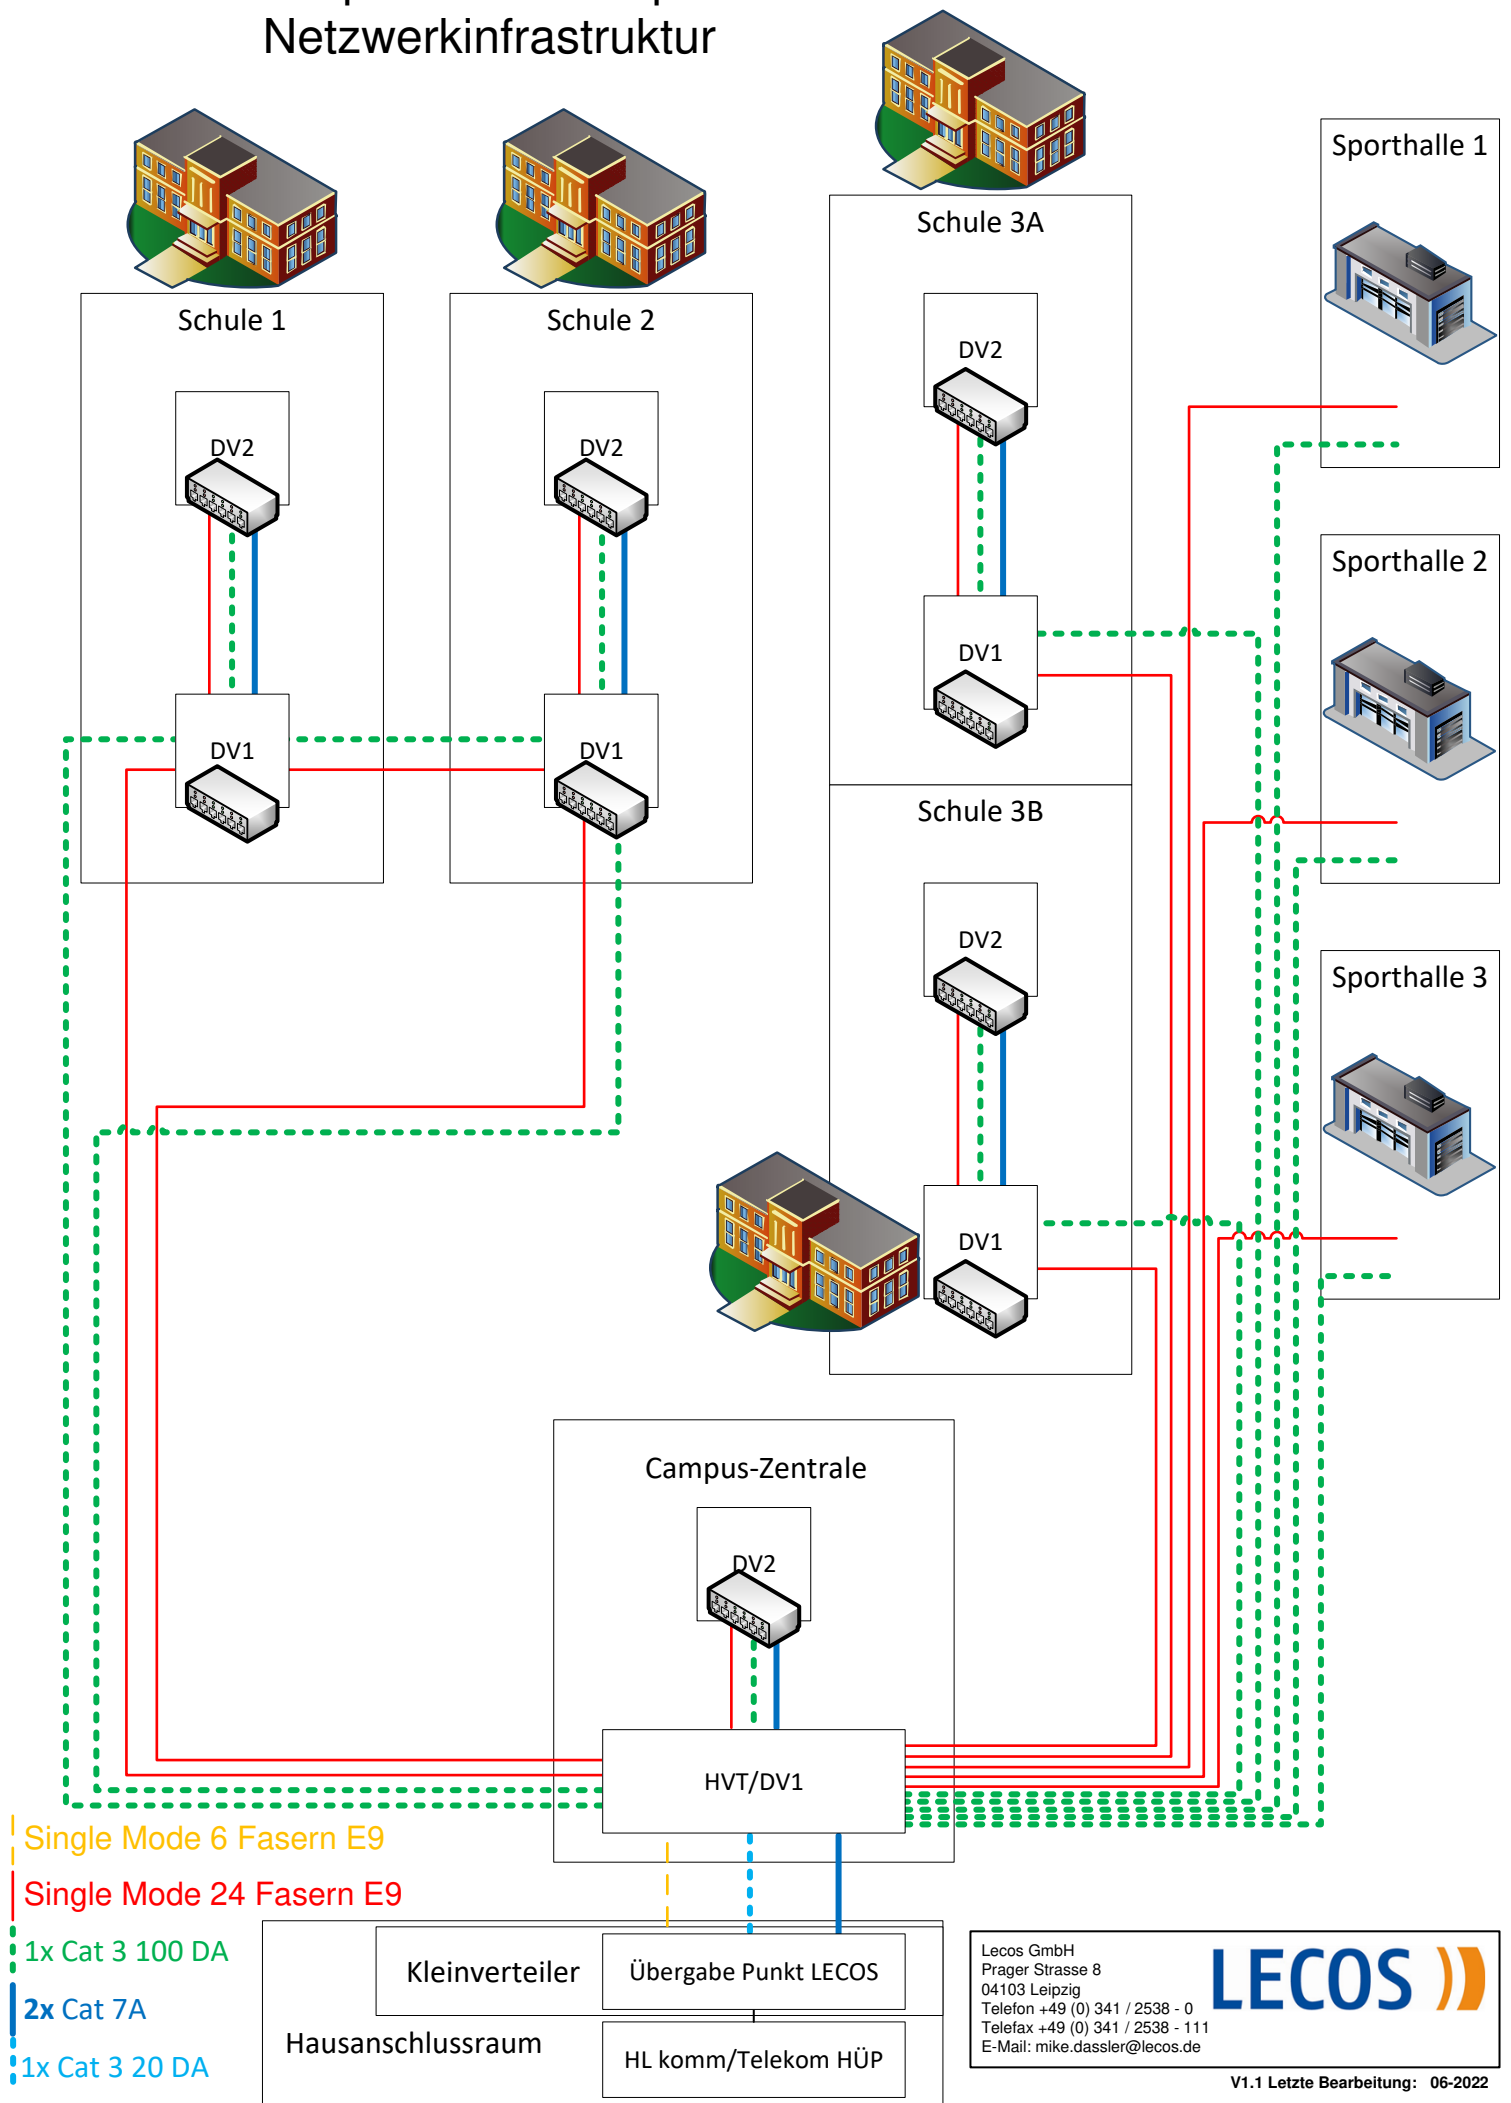 Netzwerkinfrastruktur
Schule 1
DV2
DV1
Schule 2
DV2
DV1
Schule 3A
DV2
DV1
Schule 3B
DV2
DV1
Sporthalle 1
Sporthalle 2
Sporthalle 3
Campus-Zentrale
DV2
HVT/DV1
Single Mode 6 Fasern E9
Single Mode 24 Fasern E9
1x Cat 3 100 DA
2x Cat 7A
1x Cat 3 20 DA
Kleinverteiler
Übergabe Punkt LECOS
Hausanschlussraum
HL komm/Telekom HÜP
Lecos GmbH
Prager Strasse 8
04103 Leipzig
Telefon +49 (0) 341 / 2538 - 0
Telefax +49 (0) 341 / 2538 - 111
E-Mail: mike.dassler@lecos.de
LECOS
V1.1 Letzte Bearbeitung: 06-2022